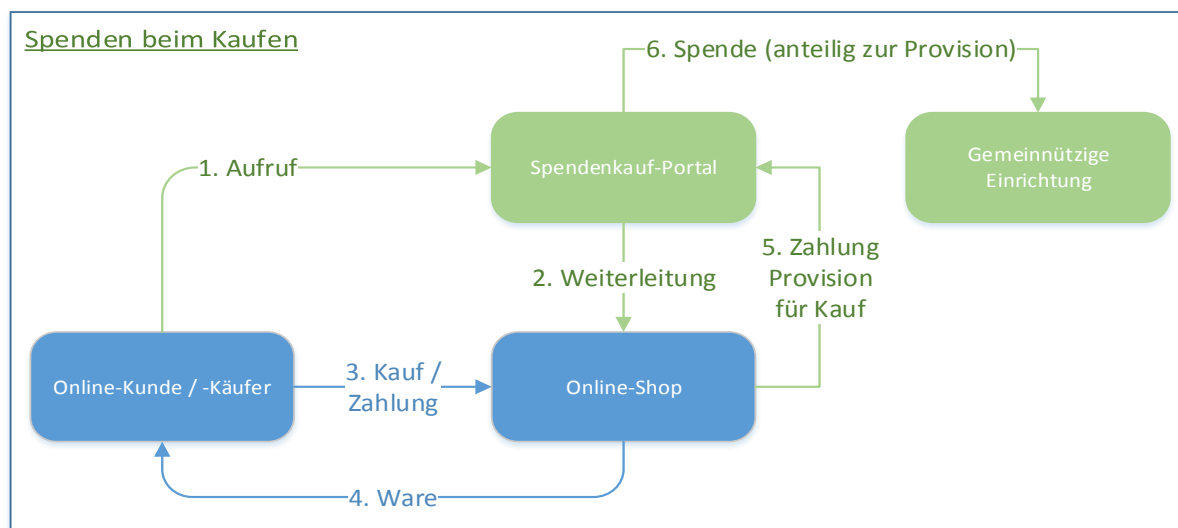 Spenden beim Kaufen
6. Spende (anteilig zur Provision)
Spendenkauf-Portal
Gemeinnützige
Einrichtung
1. Aufruf
5. Zahlung
Provision
für Kauf
2. Weiterleitung
Online-Kunde / -Käufer
3. Kauf /
Zahlung
Online-Shop
4. Ware